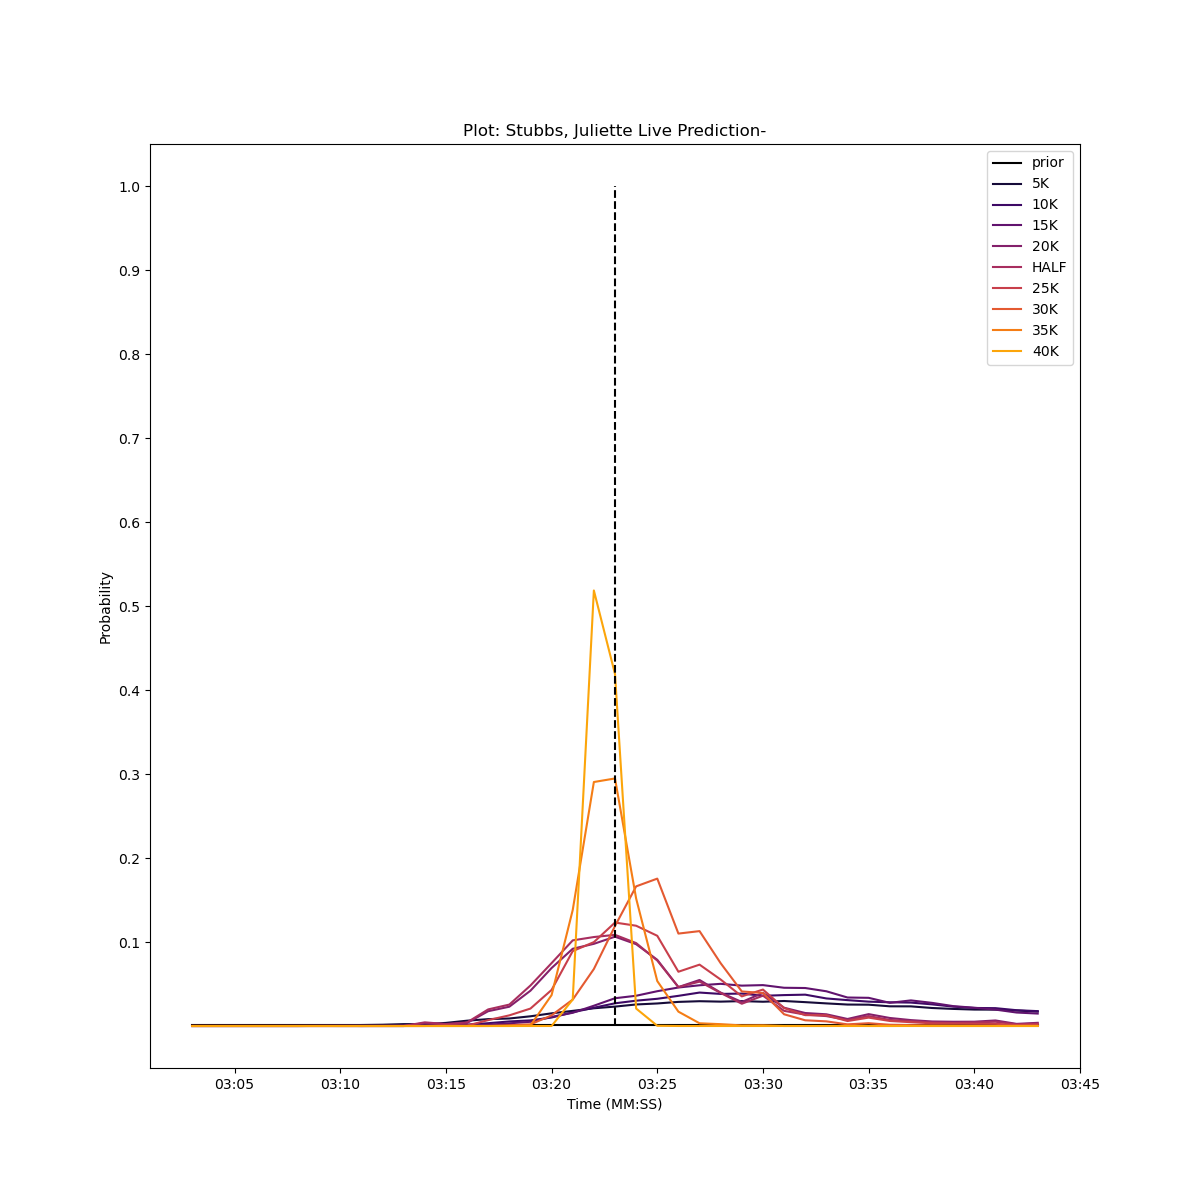 Plot: Stubbs, Juliette Live Prediction-
prior
5K
10K
15K
20K
HALF
25K
30K
35K
40K
1.0
0.9
0.8
0.7
0.6
0.5
0.4
0.3
0.2
0.1
Probability
03:05 03:10 03:15 03:20 03:25 03:30 03:35 03:40 03:45
Time (MM:SS)